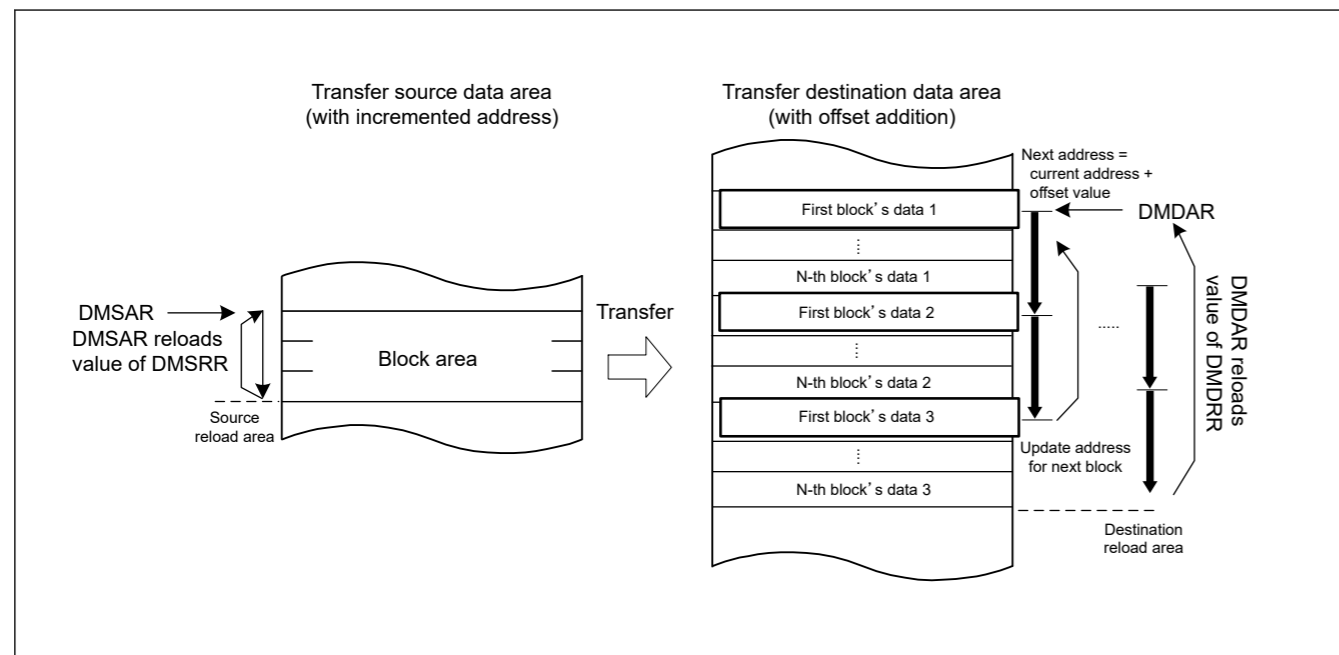 Transfer source data area
(with incremented address)
Transfer destination data area
(with offset addition)
Next address =
current address +
offset value
First block’s data 1
DMDAR
N-th block’s data 1
First block’s data 2
DMSAR
DMSAR reloads
value of DMSRR
Block area
Transfer
.....
DMDAR reloads
value of DMDRR
N-th block’s data 2
First block’s data 3
Source
reload area
Update address
for next block
N-th block’s data 3
Destination
reload area